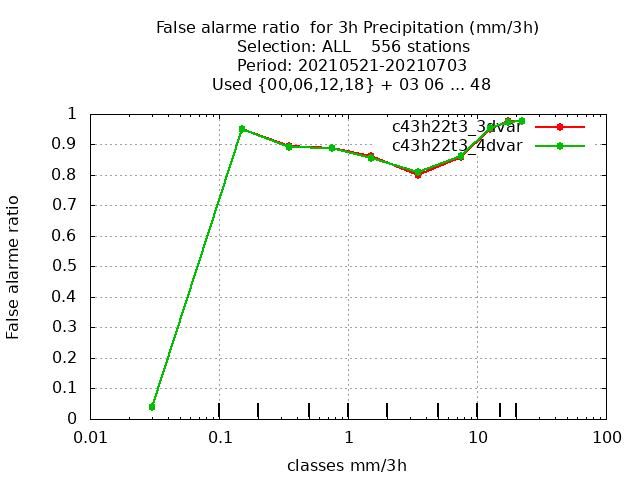 False alarme ratio  for 3h Precipitation (mm/3h)
Selection: ALL    556 stations
Period: 20210521-20210703
Used {00,06,12,18} + 03 06 ... 48
c43h22t3_3dvar
c43h22t3_4dvar
1
0.9
0.8
0.7
0.6
0.5
0.4
0.3
0.2
0.1
0
False alarme ratio
0.01 0.1 1 10 100
classes mm/3h